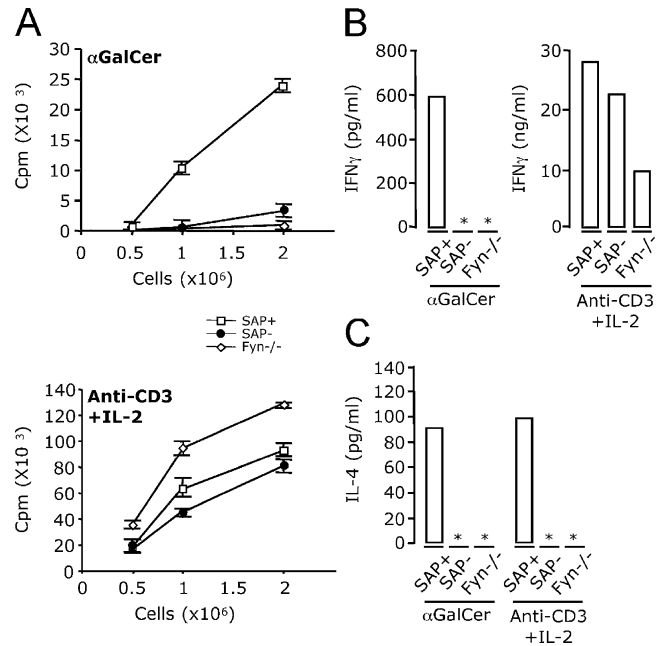 A
αGalCer
30
25
20
15
10
5
0
Cpm (X10 3)
0 0.5 1 2
Cells (x10⁶)
SAP+
SAP-
Fyn-/-
Anti-CD3
+IL-2
140
120
100
80
60
40
20
0
Cpm (X10 3)
0 0.5 1 2
Cells (x10⁶)
B
800
600
400
200
0
IFNγ (pg/ml)
* *
SAP+ SAP- Fyn-/-
αGalCer
30
20
10
0
IFNγ (ng/ml)
SAP+ SAP- Fyn-/-
Anti-CD3
+IL-2
C
140
120
100
80
60
40
20
0
IL-4 (pg/ml)
* * * *
SAP+ SAP- Fyn-/- SAP+ SAP- Fyn-/-
αGalCer Anti-CD3
+IL-2